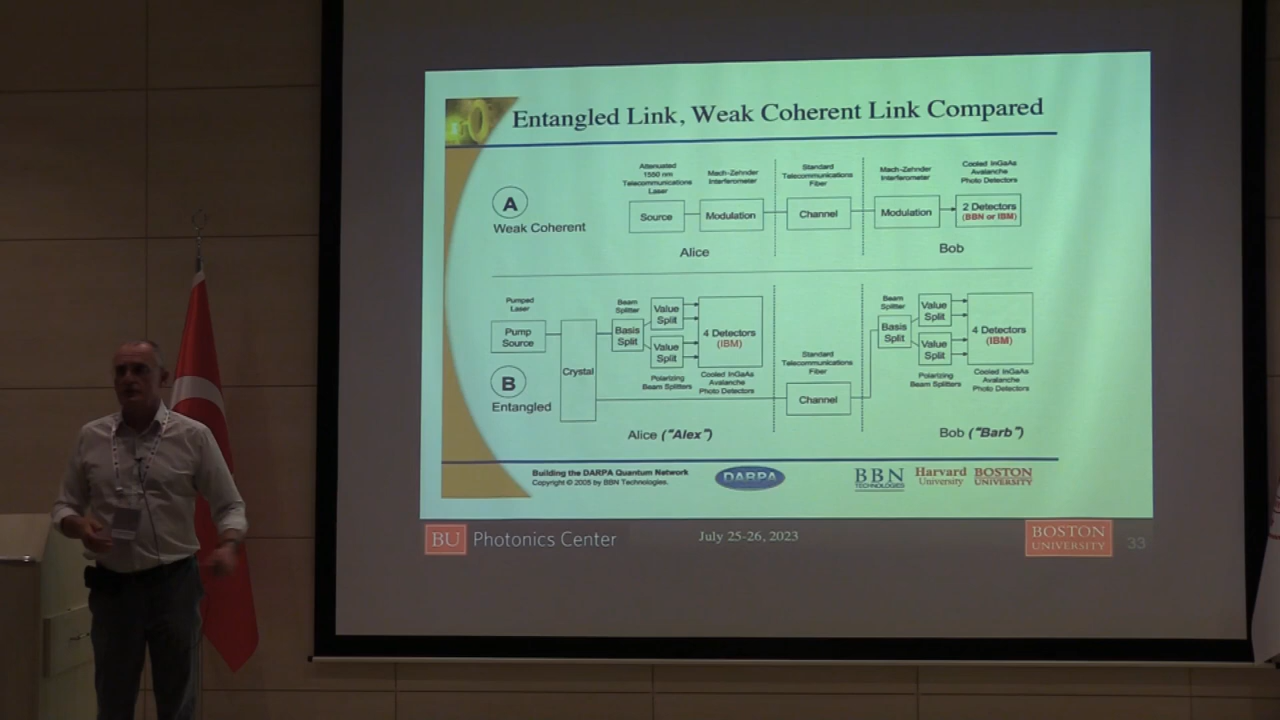 Entangled Link, Weak Coherent Link Compared
Attenuated
1550 nm
Telecommunications
Laser
Mach-Zehnder
Interferometer
Standard
Telecommunications
Fiber
Mach-Zehnder
Interferometer
Cooled InGaAs
Avalanche
Photo Detectors
A
Weak Coherent
Source
Modulation
Channel
Modulation
2 Detectors
(BBN or IBM)
Alice
Bob
Pumped
Laser
Pump
Source
Crystal
Beam
Splitter
Basis
Split
Value
Split
Value
Split
4 Detectors
(IBM)
Polarizing
Beam Splitters
Cooled InGaAs
Avalanche
Photo Detectors
Standard
Telecommunications
Fiber
Channel
Beam
Splitter
Basis
Split
Value
Split
Value
Split
4 Detectors
(IBM)
Polarizing
Beam Splitters
Cooled InGaAs
Avalanche
Photo Detectors
B
Entangled
Alice ("Alex")
Bob ("Barb")
Building the DARPA Quantum Network
Copyright © 2005 by BBN Technologies.
DARPA
BBN
TECHNOLOGIES
Harvard
University
BOSTON
UNIVERSITY
BU Photonics Center
July 25-26, 2023
BOSTON
UNIVERSITY
33